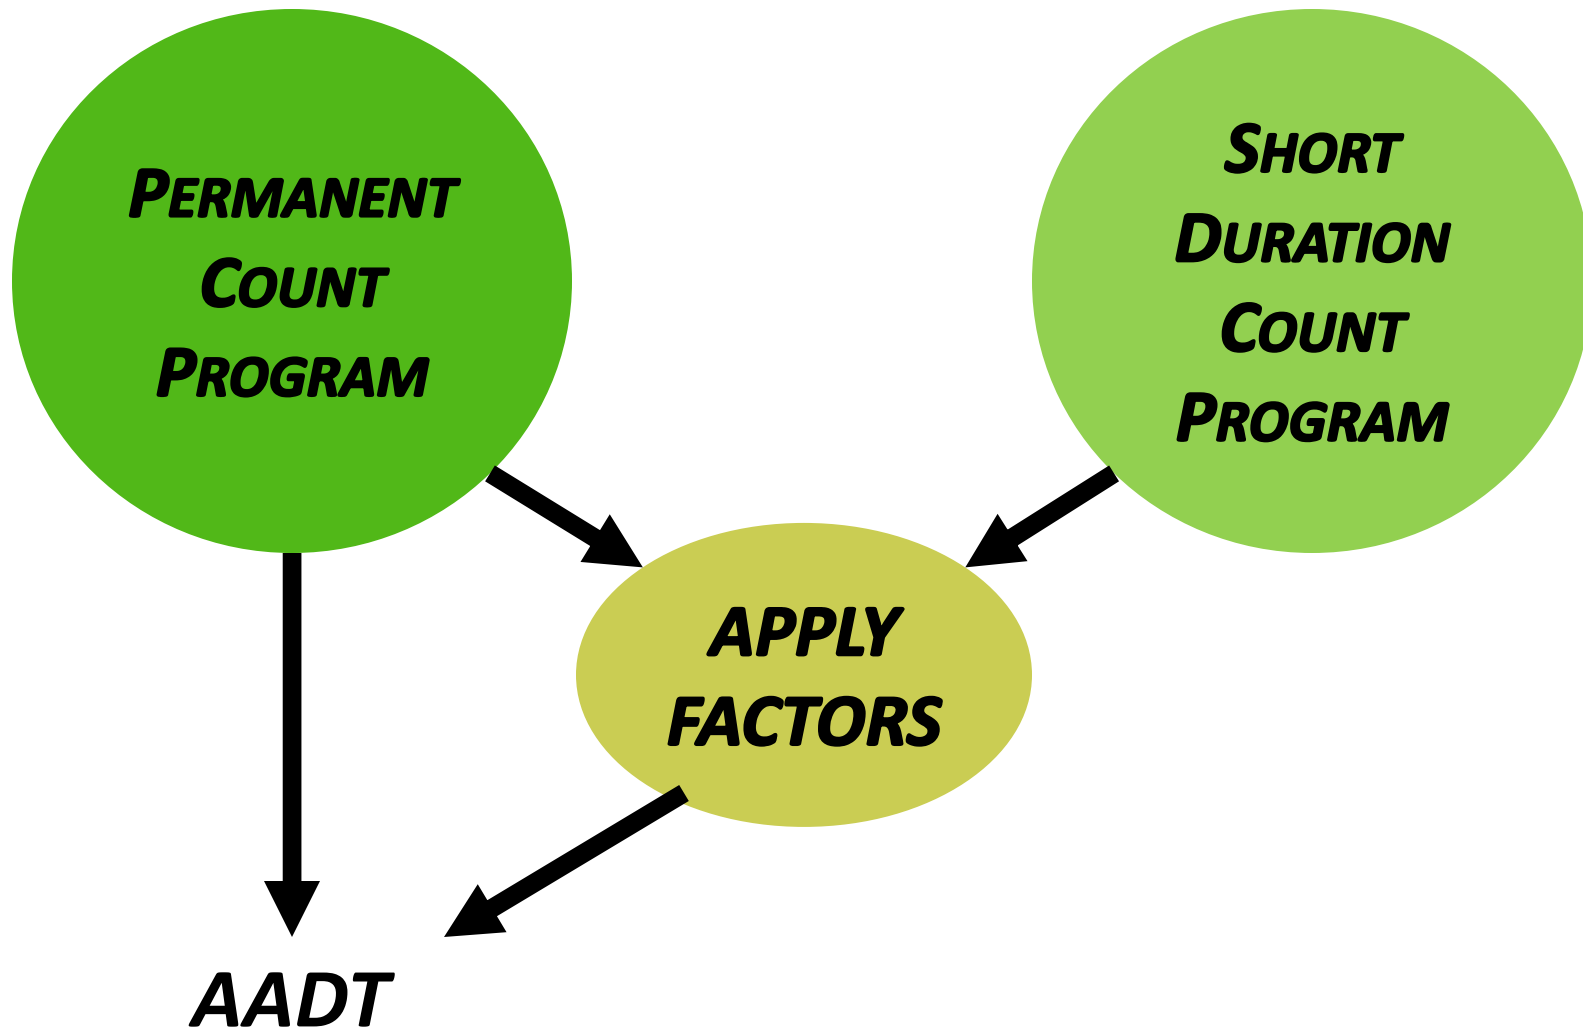 PERMANENT
COUNT
PROGRAM
SHORT
DURATION
COUNT
PROGRAM
APPLY
FACTORS
AADT